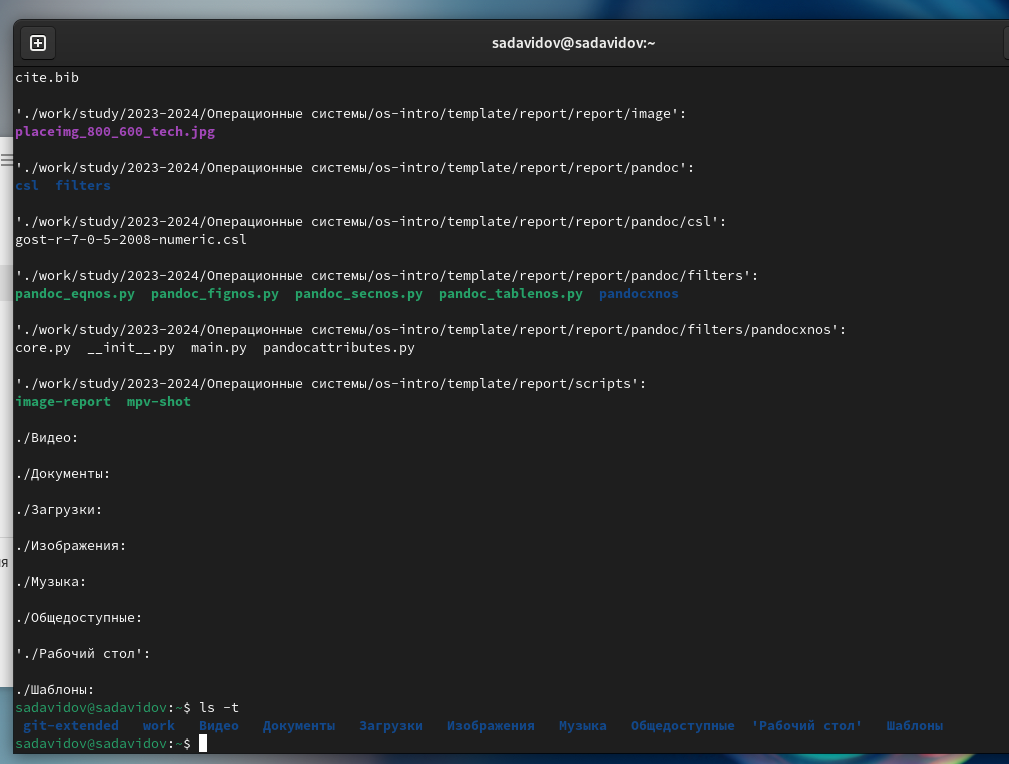 sadavidov@sadavidov:~
cite.bib
'./work/study/2023-2024/Операционные системы/os-intro/template/report/report/image':
placeimg_800_600_tech.jpg
'./work/study/2023-2024/Операционные системы/os-intro/template/report/report/pandoc':
csl filters
'./work/study/2023-2024/Операционные системы/os-intro/template/report/report/pandoc/csl':
gost-r-7-0-5-2008-numeric.csl
'./work/study/2023-2024/Операционные системы/os-intro/template/report/report/pandoc/filters':
pandoc_eqnos.py pandoc_fignos.py pandoc_secnos.py pandoc_tablenos.py pandocxnos
'./work/study/2023-2024/Операционные системы/os-intro/template/report/report/pandoc/filters/pandocxnos':
core.py __init__.py main.py pandocattributes.py
'./work/study/2023-2024/Операционные системы/os-intro/template/report/scripts':
image-report mpv-shot
./Видео:
./Документы:
./Загрузки:
./Изображения:
./Музыка:
./Общедоступные:
'./Рабочий стол':
./Шаблоны:
sadavidov@sadavidov:~$ ls -t
git-extended work Видео Документы Загрузки Изображения Музыка Общедоступные 'Рабочий стол' Шаблоны
sadavidov@sadavidov:~$